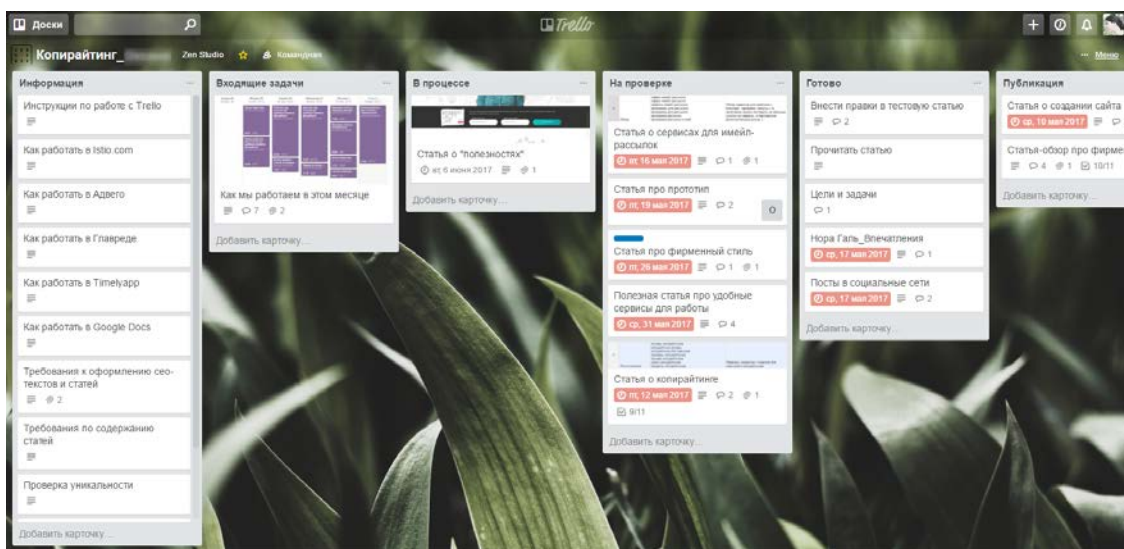 Доски
Trello
Копирайтинг_
Zen Studio
Командная
Меню
Информация
Инструкции по работе с Trello
Как работать в Istio.com
Как работать в Адвего
Как работать в Главреде
Как работать в Timelyapp
Как работать в Google Docs
Требования к оформлению сео-
текстов и статей
2
Требования по содержанию
статей
Проверка уникальности
Добавить карточку...
Входящие задачи
Как мы работаем в этом месяце
7 2
Добавить карточку...
В процессе
Статья о "полезностях"
вт, 6 июня 2017 1
Добавить карточку...
На проверке
Статья о сервисах для имейл-
рассылок
вт, 16 мая 2017 1 1
Статья про прототип
пт, 19 мая 2017 2
О
Статья про фирменный стиль
пт, 26 мая 2017 1 1
Полезная статья про удобные
сервисы для работы
ср, 31 мая 2017 4
Статья о копирайтинге
пт, 12 мая 2017 2 1
9/11
Добавить карточку...
Готово
Внести правки в тестовую статью
2
Прочитать статью
Цели и задачи
1
Нора Галь_Впечатления
ср, 17 мая 2017 1
Посты в социальные сети
ср, 17 мая 2017 2
Добавить карточку...
Публикация
Статья о создании сайта
ср, 10 мая 2017
Статья-обзор про фирме
4 1 10/11
Добавить карточку...